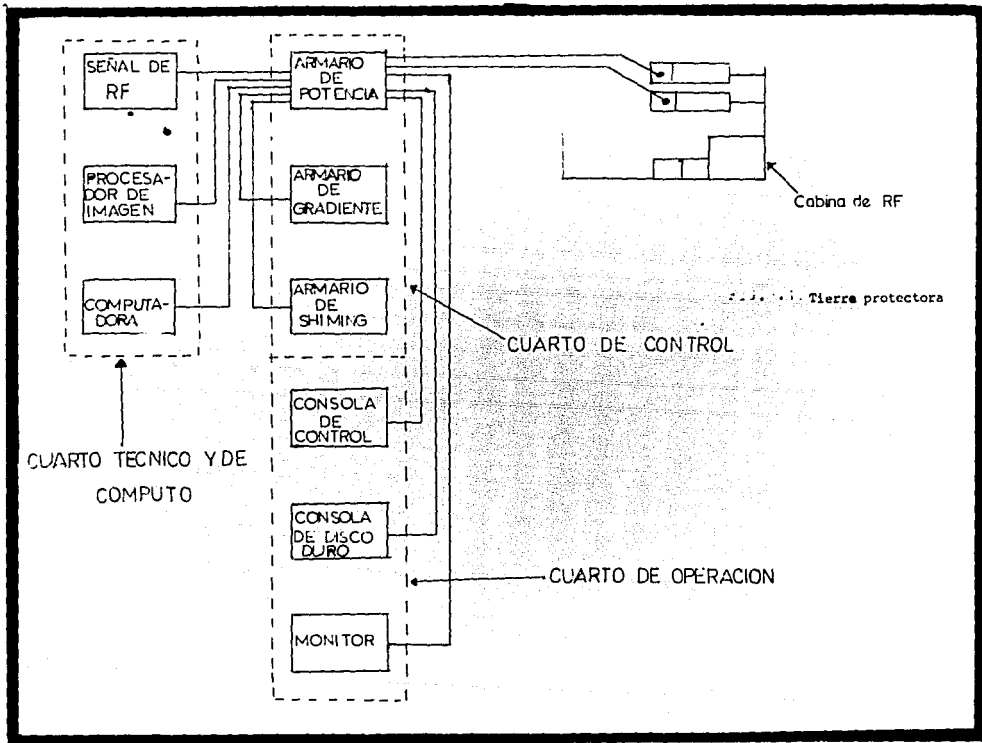 SEÑAL DE
RF
PROCESA-
DOR DE
IMAGEN
COMPUTA-
DORA
CUARTO TECNICO Y DE
COMPUTO
ARMARIO
DE
POTENCIA
ARMARIO
DE
GRADIENTE
ARMARIO
DE
SHIMING
CONSOLA
DE
CONTROL
CONSOLA
DE DISCO
DURO
MONITOR
CUARTO DE CONTROL
CUARTO DE OPERACION
Cabina de RF
Tierra protectora